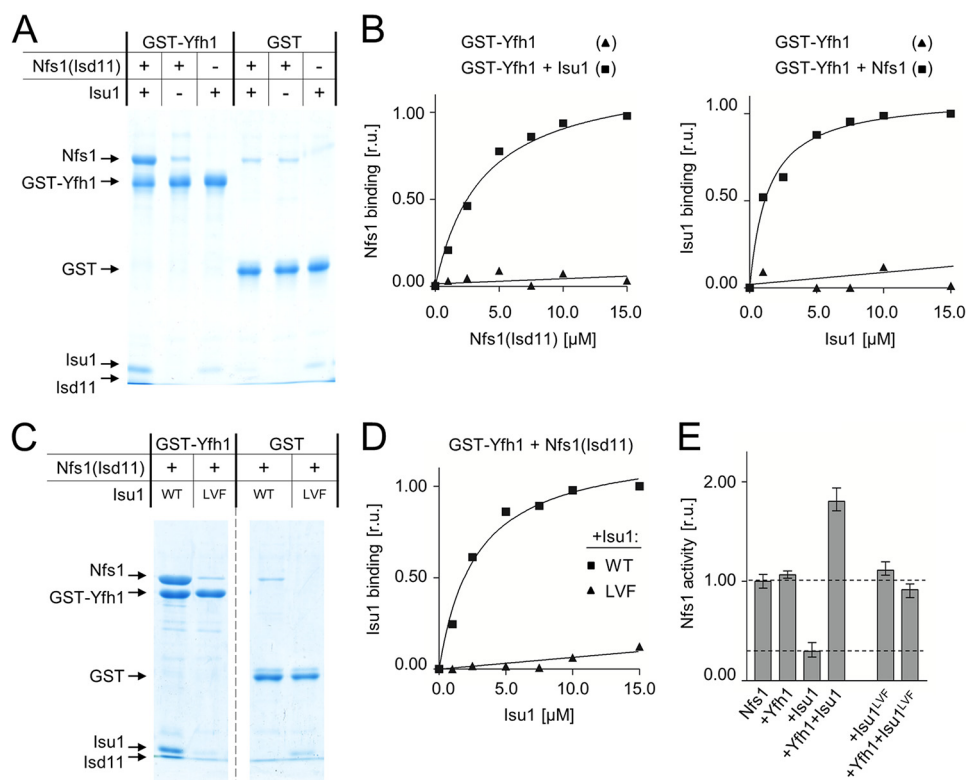 A
GST-Yfh1 GST
Nfs1(Isd11) + + - + + -
Isu1 + - + + - +
Nfs1
GST-Yfh1
GST
Isu1
Isd11
B
GST-Yfh1 (▲)
GST-Yfh1 + Isu1 (■)
Nfs1 binding [r.u.]
1.00
0.50
0.00
0.0 5.0 10.0 15.0
Nfs1(Isd11) [µM]
GST-Yfh1 (▲)
GST-Yfh1 + Nfs1 (■)
Isu1 binding [r.u.]
1.00
0.50
0.00
0.0 5.0 10.0 15.0
Isu1 [µM]
C
GST-Yfh1 GST
Nfs1(Isd11) + + + +
Isu1 WT LVF WT LVF
Nfs1
GST-Yfh1
GST
Isu1
Isd11
D
GST-Yfh1 + Nfs1(Isd11)
Isu1 binding [r.u.]
1.00
0.50
0.00
+Isu1:
■ WT
▲ LVF
0.0 5.0 10.0 15.0
Isu1 [µM]
E
Nfs1 activity [r.u.]
2.00
1.00
1.00
Nfs1
+Yfh1
+Isu1
+Yfh1+Isu1
+Isu1LVF
+Yfh1+Isu1LVF